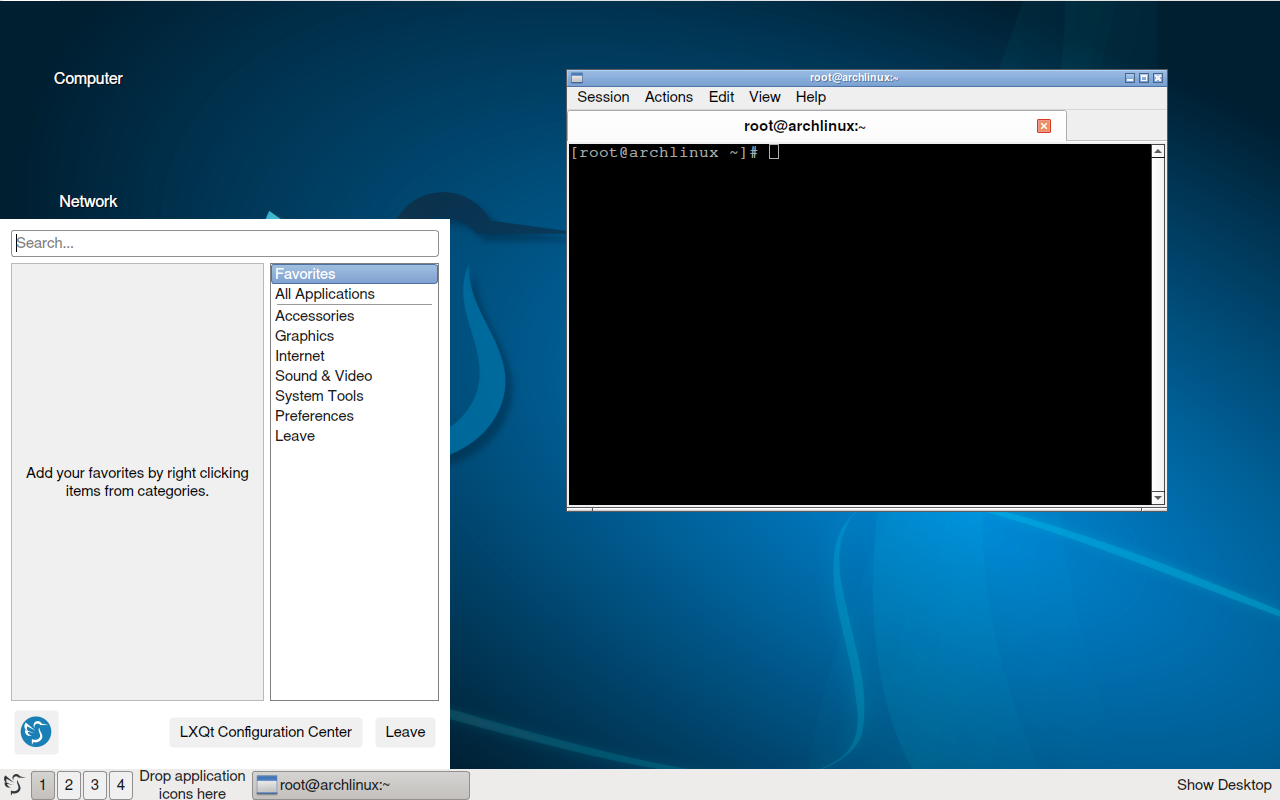 Computer
Network
root@archlinux:~
Session Actions Edit View Help
root@archlinux:~
[root@archlinux ~]#
Search...
Favorites
All Applications
Accessories
Graphics
Internet
Sound & Video
System Tools
Preferences
Leave
Add your favorites by right clicking
items from categories.
LXQt Configuration Center Leave
1 2 3 4
Drop application
icons here
root@archlinux:~
Show Desktop